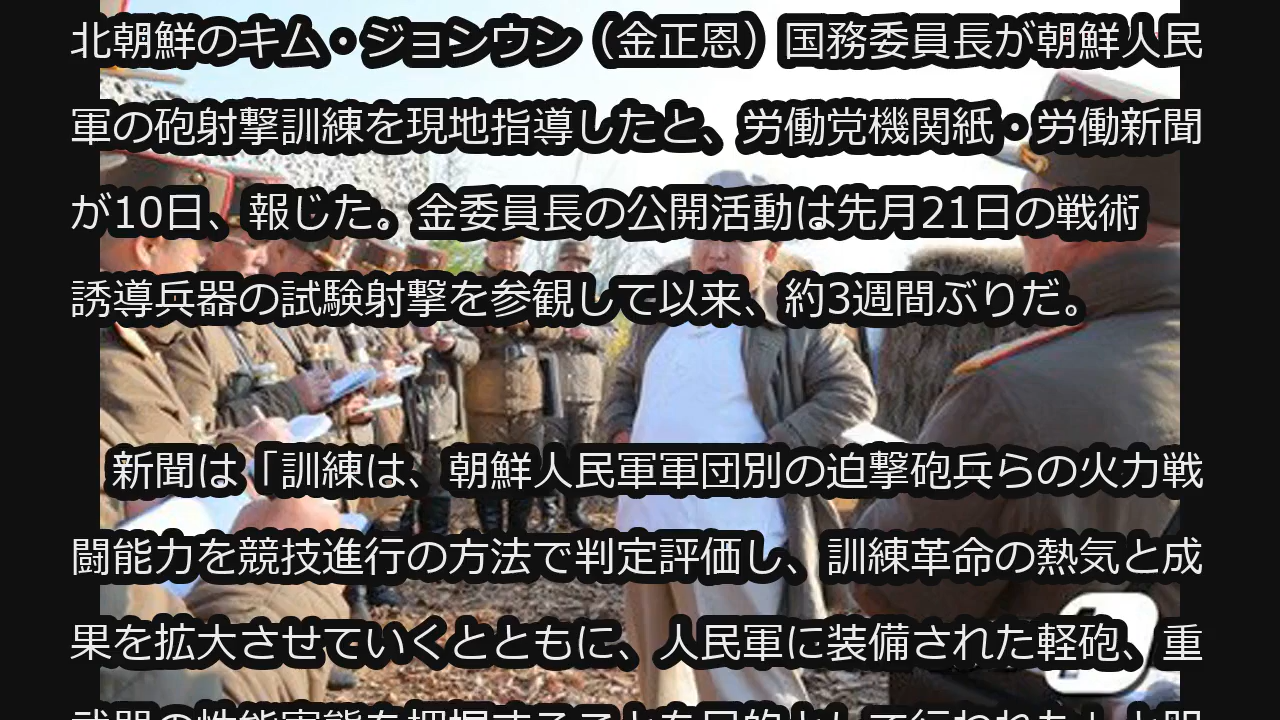 北朝鮮のキム・ジョンウン（金正恩）国務委員長が朝鮮人民
軍の砲射撃訓練を現地指導したと、労働党機関紙・労働新聞
が10日、報じた。金委員長の公開活動は先月21日の戦術
誘導兵器の試験射撃を参観して以来、約3週間ぶりだ。
新聞は「訓練は、朝鮮人民軍軍団別の迫撃砲兵らの火力戦
闘能力を競技進行の方法で判定評価し、訓練革命の熱気と成
果を拡大させていくとともに、人民軍に装備された軽砲、重